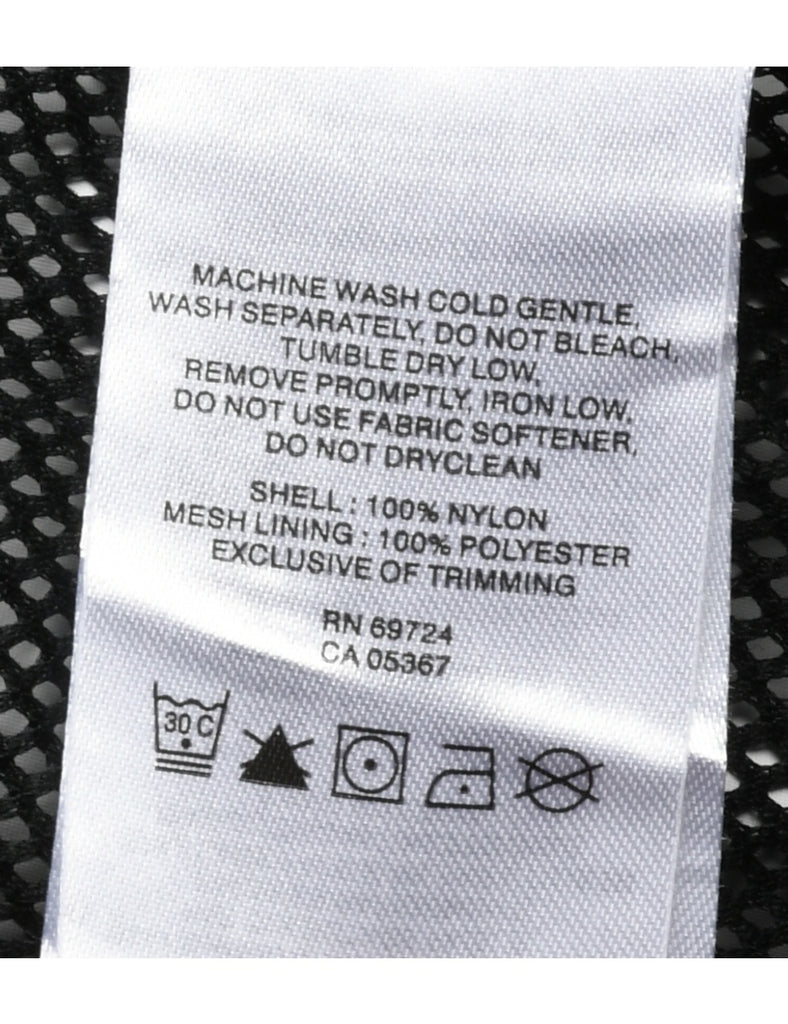 MACHINE WASH COLD GENTLE,
WASH SEPARATELY, DO NOT BLEACH,
TUMBLE DRY LOW,
REMOVE PROMPTLY, IRON LOW,
DO NOT USE FABRIC SOFTENER,
DO NOT DRYCLEAN
SHELL : 100% NYLON
MESH LINING : 100% POLYESTER
EXCLUSIVE OF TRIMMING
RN 69724
CA 05367
30 C